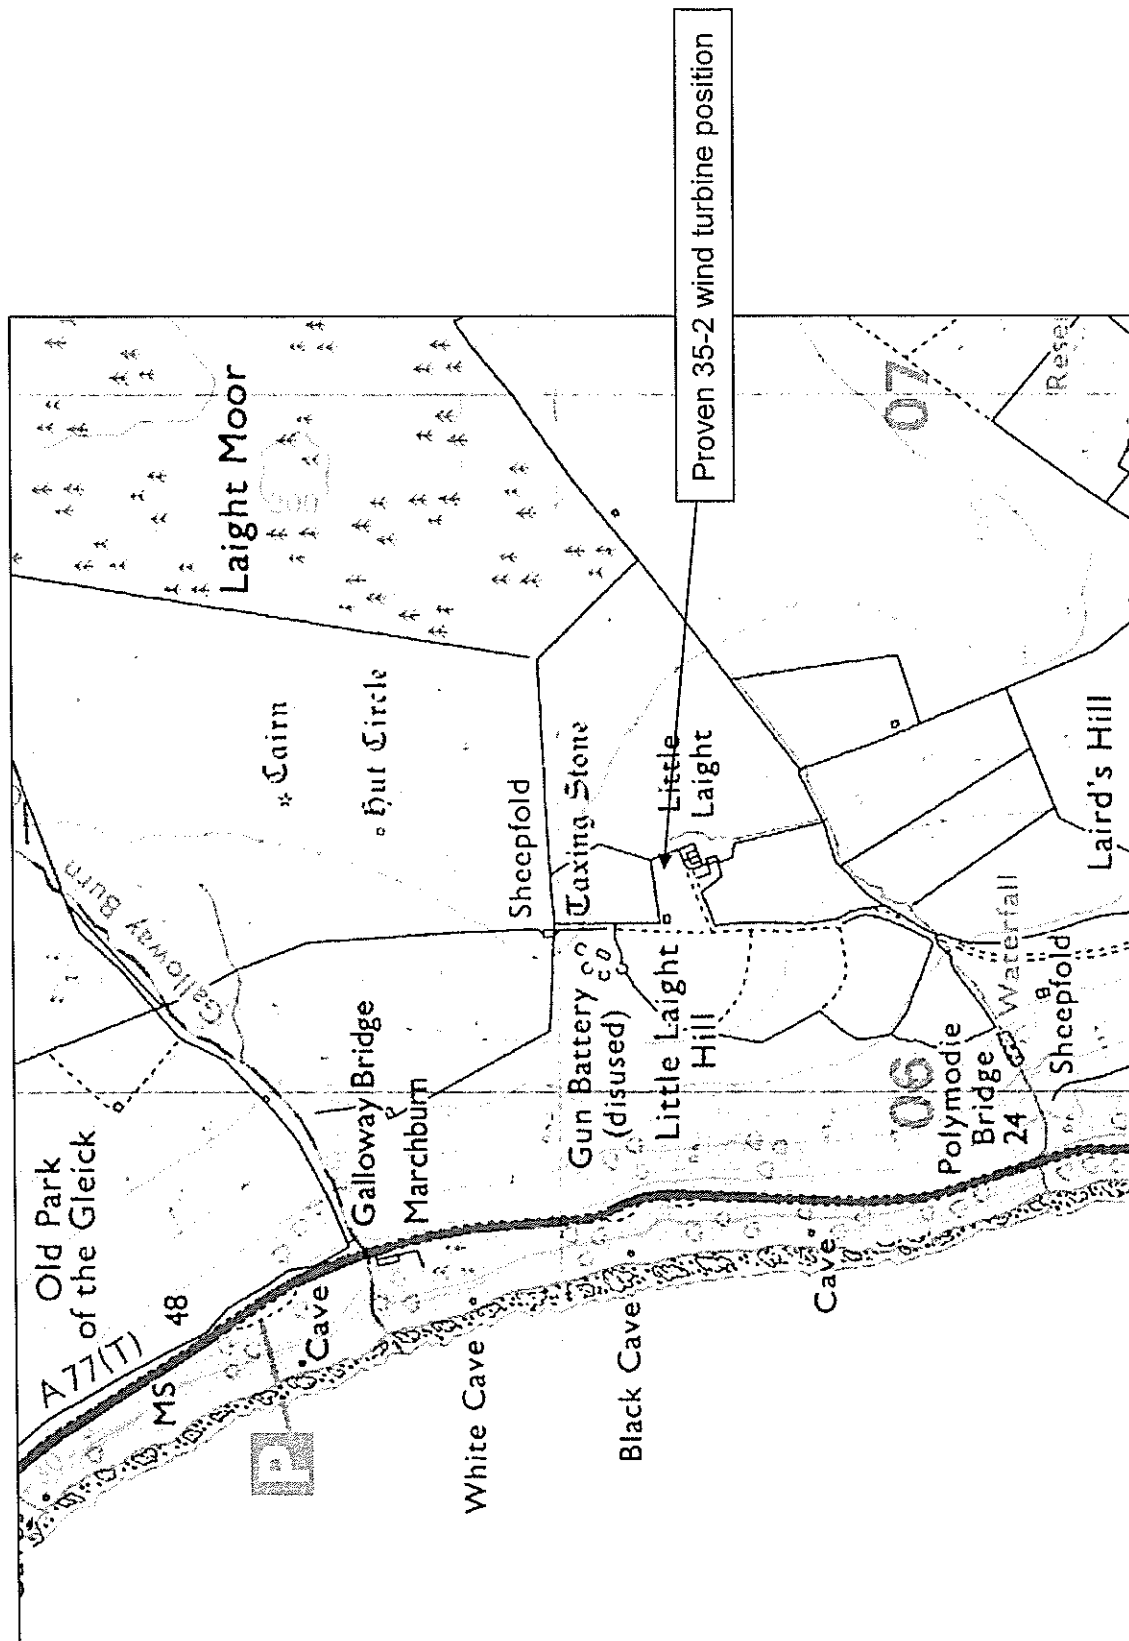 Old Park
of the Gleick
A 77(T)
48
MS
P
Cave
Galloway Burn
Galloway Bridge
Marchburn
White Cave
Black Cave
Cave
Cairn
Hut Circle
Laight Moor
Sheepfold
Taxing Stone
Gun Battery
(disused)
Little Laight
Hill
Little
Laight
Proven 35-2 wind turbine position
06
07
Polymodie
Bridge
24
Waterfall
Sheepfold
Laird's Hill
Reser